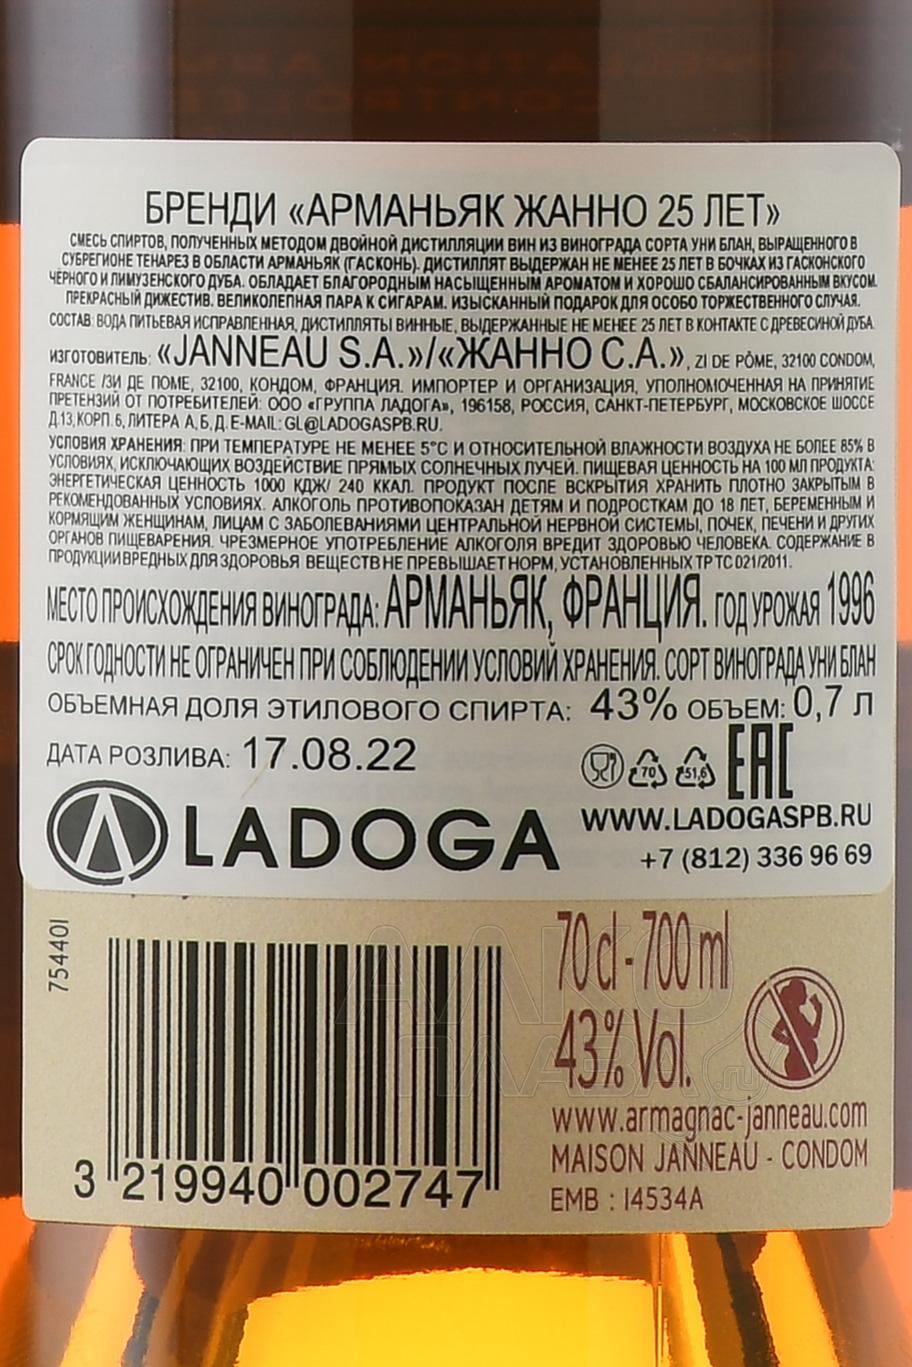 БРЕНДИ «АРМАНЬЯК ЖАННО 25 ЛЕТ»
СМЕСЬ СПИРТОВ, ПОЛУЧЕННЫХ МЕТОДОМ ДВОЙНОЙ ДИСТИЛЛЯЦИИ ВИН ИЗ ВИНОГРАДА СОРТА УНИ БЛАН, ВЫРАЩЕННОГО В
СУБРЕГИОНЕ ТЕНАРЕЗ В ОБЛАСТИ АРМАНЬЯК (ГАСКОНЬ). ДИСТИЛЛЯТ ВЫДЕРЖАН НЕ МЕНЕЕ 25 ЛЕТ В БОЧКАХ ИЗ ГАСКОНСКОГО
ЧЁРНОГО И ЛИМУЗЕНСКОГО ДУБА. ОБЛАДАЕТ БЛАГОРОДНЫМ НАСЫЩЕННЫМ АРОМАТОМ И ХОРОШО СБАЛАНСИРОВАННЫМ ВКУСОМ.
ПРЕКРАСНЫЙ ДИЖЕСТИВ. ВЕЛИКОЛЕПНАЯ ПАРА К СИГАРАМ. ИЗЫСКАННЫЙ ПОДАРОК ДЛЯ ОСОБО ТОРЖЕСТВЕННОГО СЛУЧАЯ.
СОСТАВ: ВОДА ПИТЬЕВАЯ ИСПРАВЛЕННАЯ, ДИСТИЛЛЯТЫ ВИННЫЕ, ВЫДЕРЖАННЫЕ НЕ МЕНЕЕ 25 ЛЕТ В КОНТАКТЕ С ДРЕВЕСИНОЙ ДУБА.
ИЗГОТОВИТЕЛЬ: «JANNEAU S.A.»/«ЖАННО С.А.», ZI DE PÔME, 32100 CONDOM,
FRANCE /ЗИ ДЕ ПОМЕ, 32100, КОНДОМ, ФРАНЦИЯ. ИМПОРТЕР И ОРГАНИЗАЦИЯ, УПОЛНОМОЧЕННАЯ НА ПРИНЯТИЕ
ПРЕТЕНЗИЙ ОТ ПОТРЕБИТЕЛЕЙ: ООО «ГРУППА ЛАДОГА», 196158, РОССИЯ, САНКТ-ПЕТЕРБУРГ, МОСКОВСКОЕ ШОССЕ
Д.13, КОРП. 6, ЛИТЕРА А, Б, Д. E-MAIL: GL@LADOGASPB.RU.
УСЛОВИЯ ХРАНЕНИЯ: ПРИ ТЕМПЕРАТУРЕ НЕ МЕНЕЕ 5°С И ОТНОСИТЕЛЬНОЙ ВЛАЖНОСТИ ВОЗДУХА НЕ БОЛЕЕ 85% В
УСЛОВИЯХ, ИСКЛЮЧАЮЩИХ ВОЗДЕЙСТВИЕ ПРЯМЫХ СОЛНЕЧНЫХ ЛУЧЕЙ. ПИЩЕВАЯ ЦЕННОСТЬ НА 100 МЛ ПРОДУКТА:
ЭНЕРГЕТИЧЕСКАЯ ЦЕННОСТЬ 1000 КДЖ/ 240 ККАЛ. ПРОДУКТ ПОСЛЕ ВСКРЫТИЯ ХРАНИТЬ ПЛОТНО ЗАКРЫТЫМ В
РЕКОМЕНДОВАННЫХ УСЛОВИЯХ. АЛКОГОЛЬ ПРОТИВОПОКАЗАН ДЕТЯМ И ПОДРОСТКАМ ДО 18 ЛЕТ, БЕРЕМЕННЫМ И
КОРМЯЩИМ ЖЕНЩИНАМ, ЛИЦАМ С ЗАБОЛЕВАНИЯМИ ЦЕНТРАЛЬНОЙ НЕРВНОЙ СИСТЕМЫ, ПОЧЕК, ПЕЧЕНИ И ДРУГИХ
ОРГАНОВ ПИЩЕВАРЕНИЯ. ЧРЕЗМЕРНОЕ УПОТРЕБЛЕНИЕ АЛКОГОЛЯ ВРЕДИТ ЗДОРОВЬЮ ЧЕЛОВЕКА. СОДЕРЖАНИЕ В
ПРОДУКЦИИ ВРЕДНЫХ ДЛЯ ЗДОРОВЬЯ ВЕЩЕСТВ НЕ ПРЕВЫШАЕТ НОРМ, УСТАНОВЛЕННЫХ ТР ТС 021/2011.
МЕСТО ПРОИСХОЖДЕНИЯ ВИНОГРАДА: АРМАНЬЯК, ФРАНЦИЯ. ГОД УРОЖАЯ 1996
СРОК ГОДНОСТИ НЕ ОГРАНИЧЕН ПРИ СОБЛЮДЕНИИ УСЛОВИЙ ХРАНЕНИЯ. СОРТ ВИНОГРАДА УНИ БЛАН
ОБЪЕМНАЯ ДОЛЯ ЭТИЛОВОГО СПИРТА: 43% ОБЪЕМ: 0,7 Л
ДАТА РОЗЛИВА: 17.08.22
70 51,6 EAC
LADOGA
WWW.LADOGASPB.RU
+7 (812) 336 96 69
75440I
70 cl - 700 ml
43% Vol.
www.armagnac-janneau.com
MAISON JANNEAU - CONDOM
EMB : 14534A
3 219940 002747
АЛКО
ПЛАЗА.ru